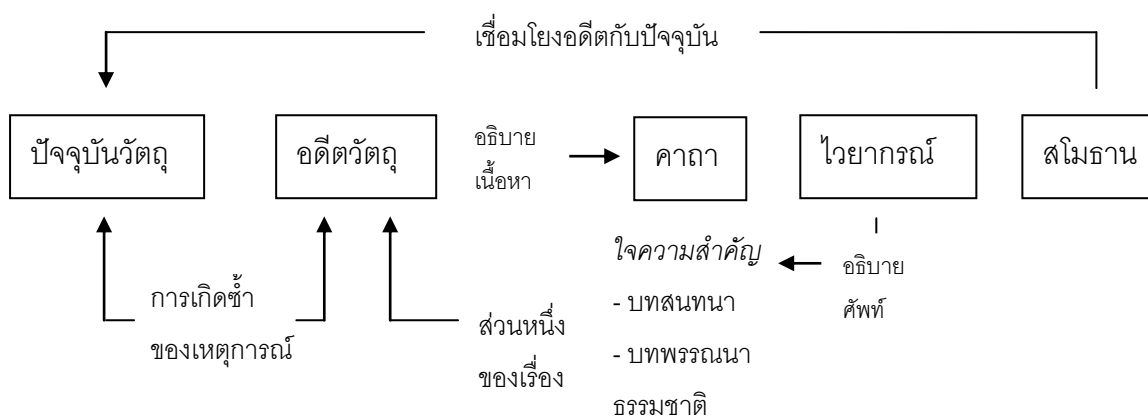 เชื่อมโยงอดีตกับปัจจุบัน
ปัจจุบันวัตถุ
อดีตวัตถุ
อธิบาย
เนื้อหา
คาถา
ไวยากรณ์
สโมธาน
การเกิดซ้ำ
ของเหตุการณ์
ส่วนหนึ่ง
ของเรื่อง
ใจความสำคัญ
- บทสนทนา
- บทพรรณนา
ธรรมชาติ
อธิบาย
ศัพท์